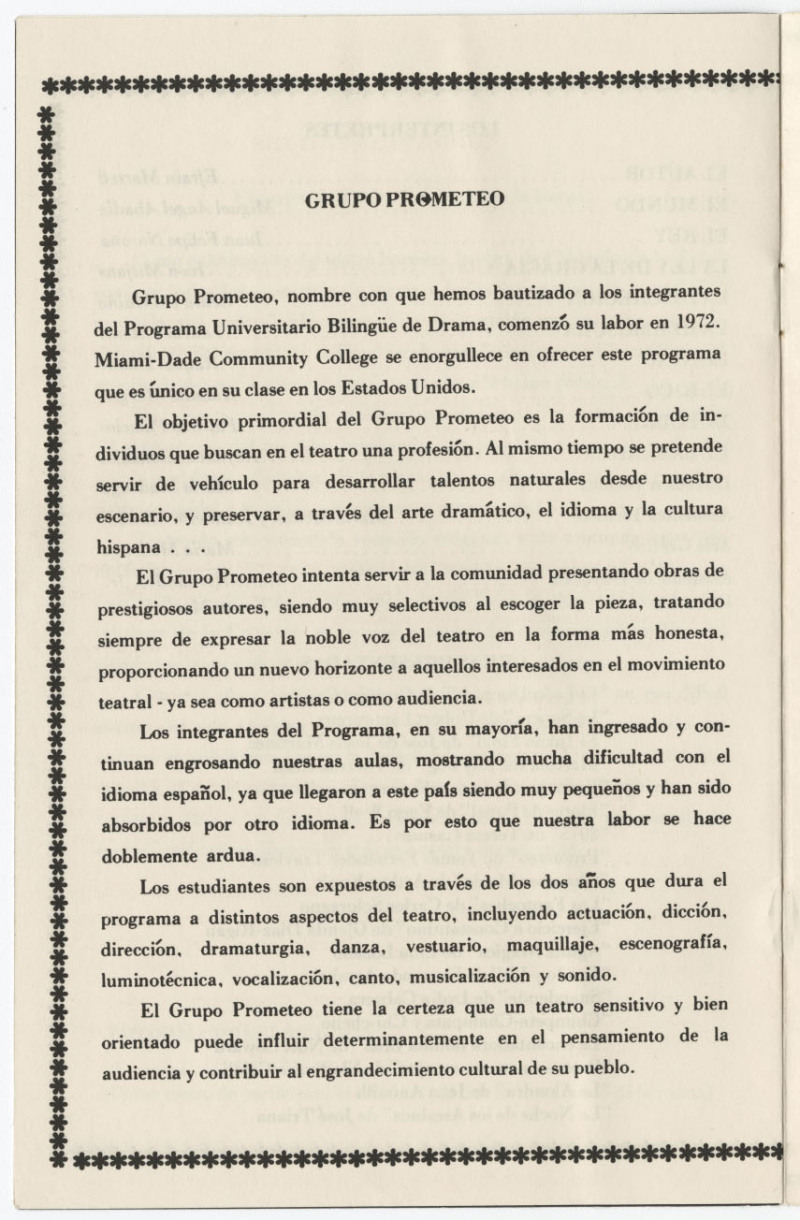 GRUPO PROMETEO
Grupo Prometeo, nombre con que hemos bautizado a los integrantes
del Programa Universitario Bilingüe de Drama, comenzó su labor en 1972.
Miami-Dade Community College se enorgullece en ofrecer este programa
que es único en su clase en los Estados Unidos.
El objetivo primordial del Grupo Prometeo es la formación de in-
dividuos que buscan en el teatro una profesión. Al mismo tiempo se pretende
servir de vehículo para desarrollar talentos naturales desde nuestro
escenario, y preservar, a través del arte dramático, el idioma y la cultura
hispana . . .
El Grupo Prometeo intenta servir a la comunidad presentando obras de
prestigiosos autores, siendo muy selectivos al escoger la pieza, tratando
siempre de expresar la noble voz del teatro en la forma más honesta,
proporcionando un nuevo horizonte a aquellos interesados en el movimiento
teatral - ya sea como artistas o como audiencia.
Los integrantes del Programa, en su mayoría, han ingresado y con-
tinuan engrosando nuestras aulas, mostrando mucha dificultad con el
idioma español, ya que llegaron a este país siendo muy pequeños y han sido
absorbidos por otro idioma. Es por esto que nuestra labor se hace
doblemente ardua.
Los estudiantes son expuestos a través de los dos años que dura el
programa a distintos aspectos del teatro, incluyendo actuación, dicción,
dirección, dramaturgia, danza, vestuario, maquillaje, escenografía,
luminotécnica, vocalización, canto, musicalización y sonido.
El Grupo Prometeo tiene la certeza que un teatro sensitivo y bien
orientado puede influir determinantemente en el pensamiento de la
audiencia y contribuir al engrandecimiento cultural de su pueblo.